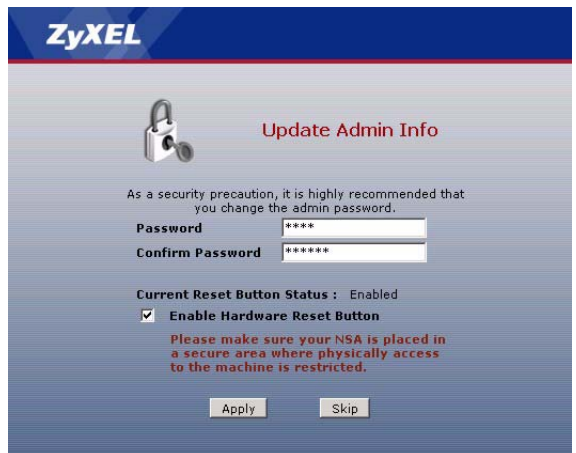 ZyXEL
Update Admin Info
As a security precaution, it is highly recommended that
you change the admin password.
Password ****
Confirm Password ******
Current Reset Button Status : Enabled
Enable Hardware Reset Button
Please make sure your NSA is placed in
a secure area where physically access
to the machine is restricted.
Apply Skip